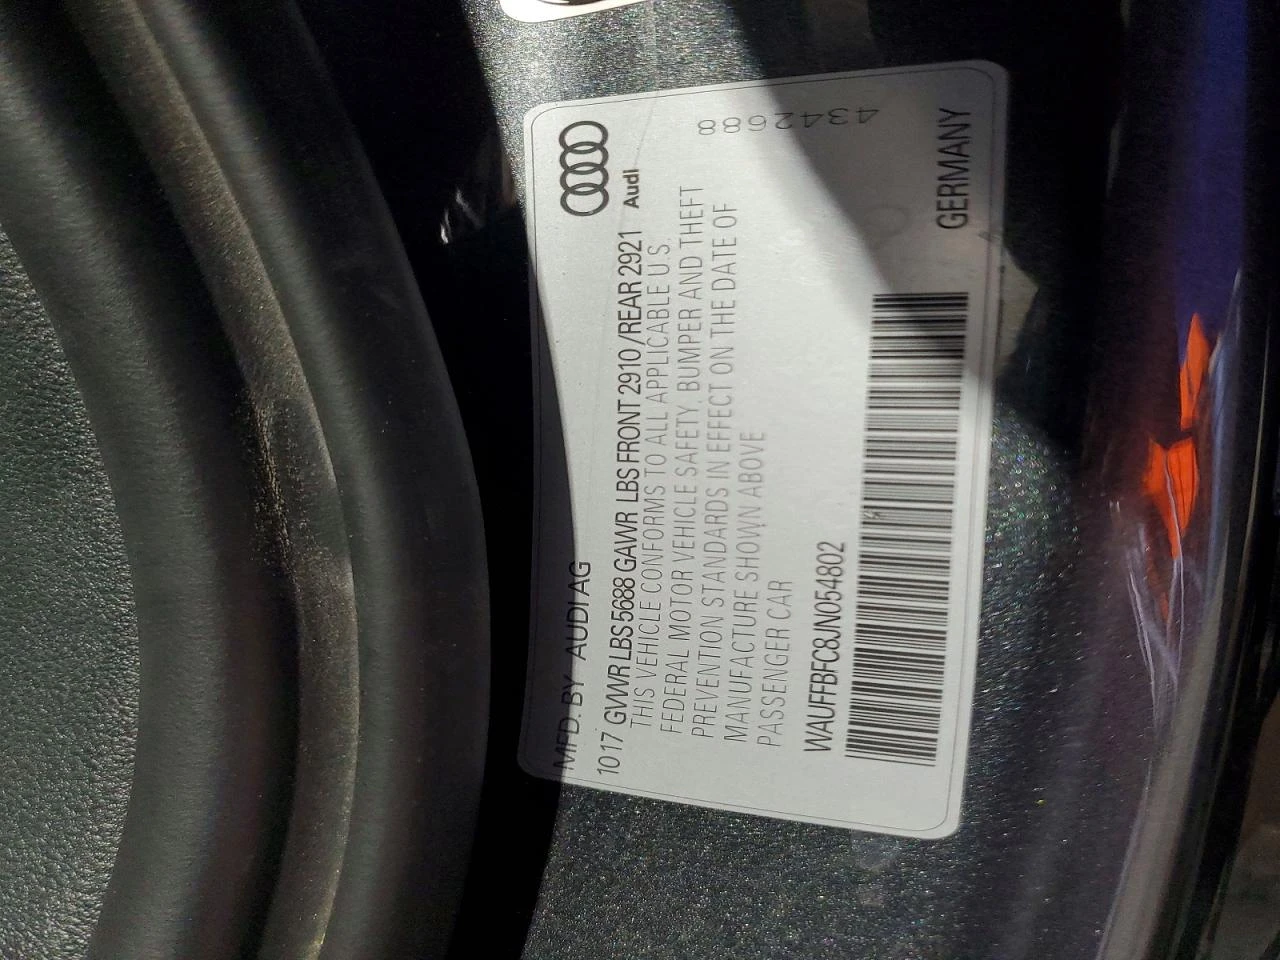 MFD. BY AUDI AG
Audi
1017 GVWR LBS 5688 GAWR LBS FRONT 2910 / REAR 2921
THIS VEHICLE CONFORMS TO ALL APPLICABLE U.S.
FEDERAL MOTOR VEHICLE SAFETY, BUMPER AND THEFT
PREVENTION STANDARDS IN EFFECT ON THE DATE OF
MANUFACTURE SHOWN ABOVE
PASSENGER CAR
4342688
WAUFFBFC8JN054802
GERMANY